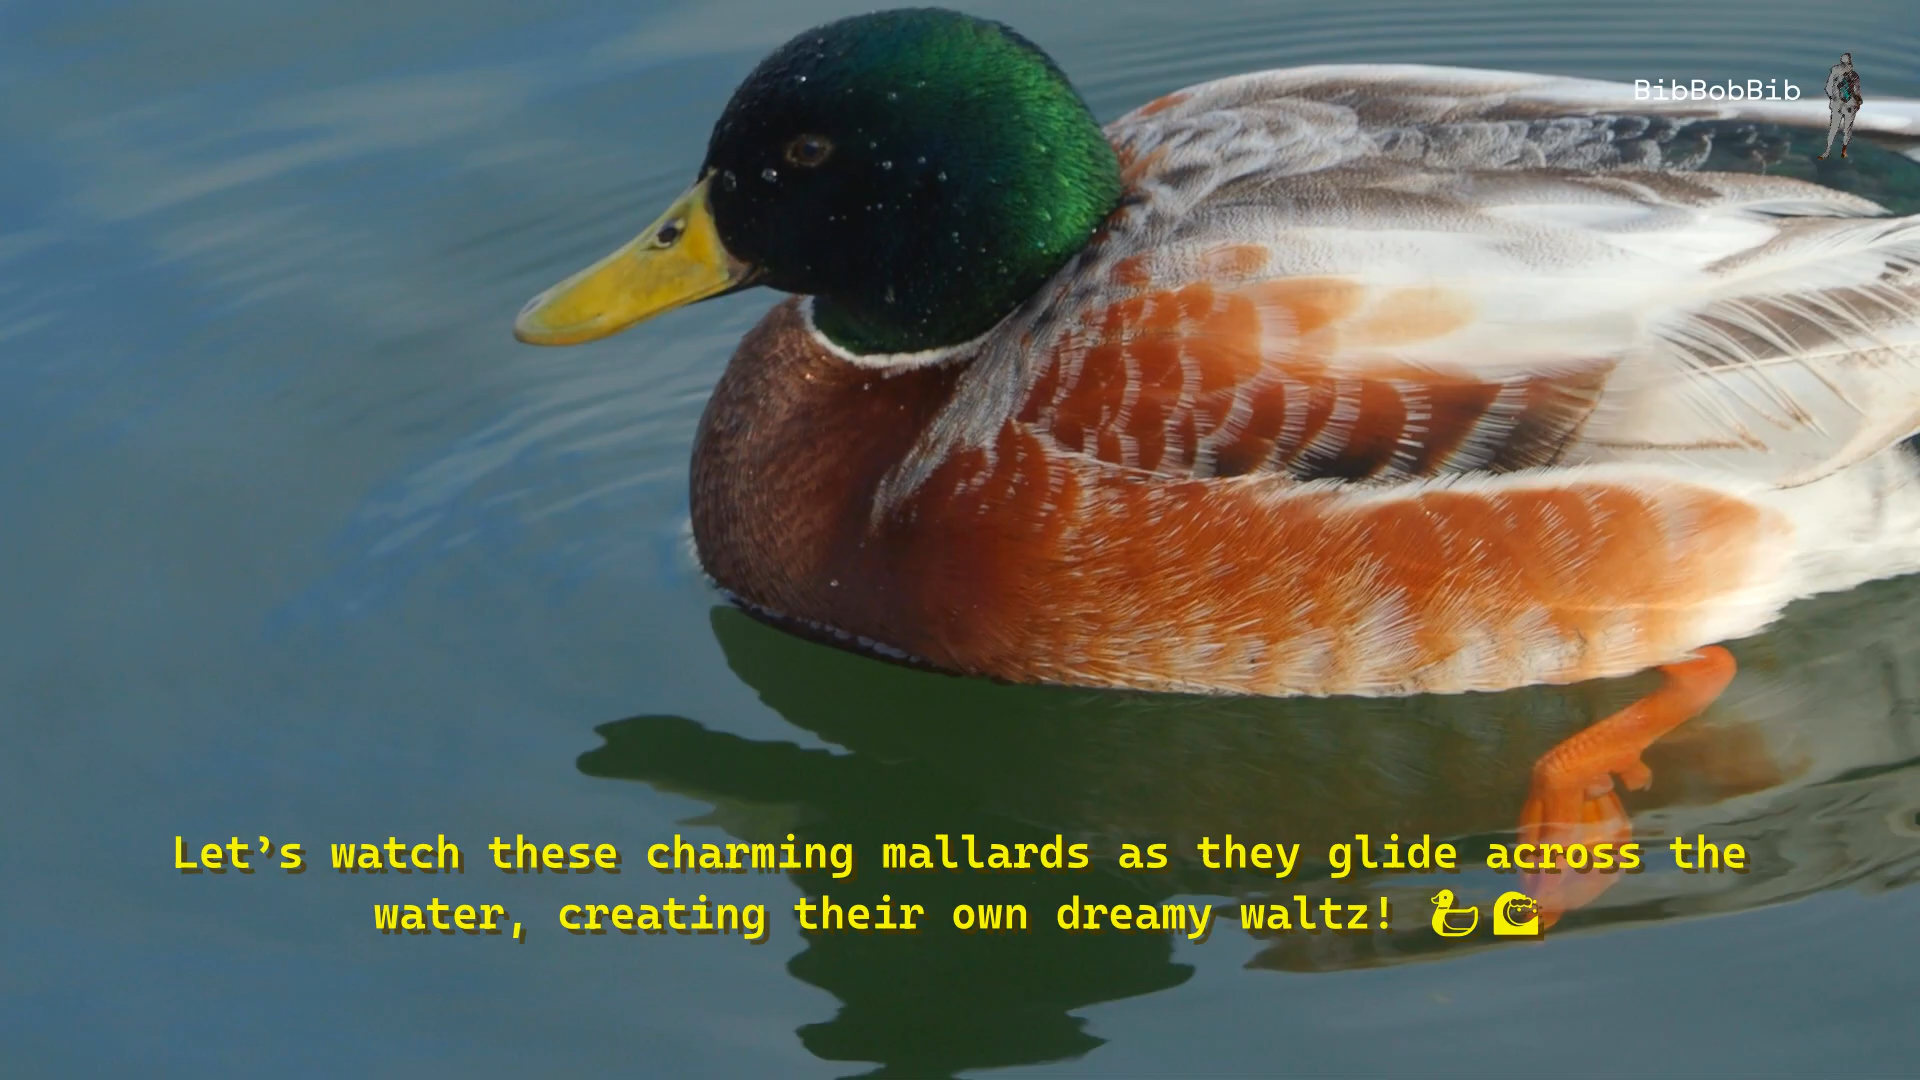 BibBobBib
Let’s watch these charming mallards as they glide across the
water, creating their own dreamy waltz! 🦆🌊